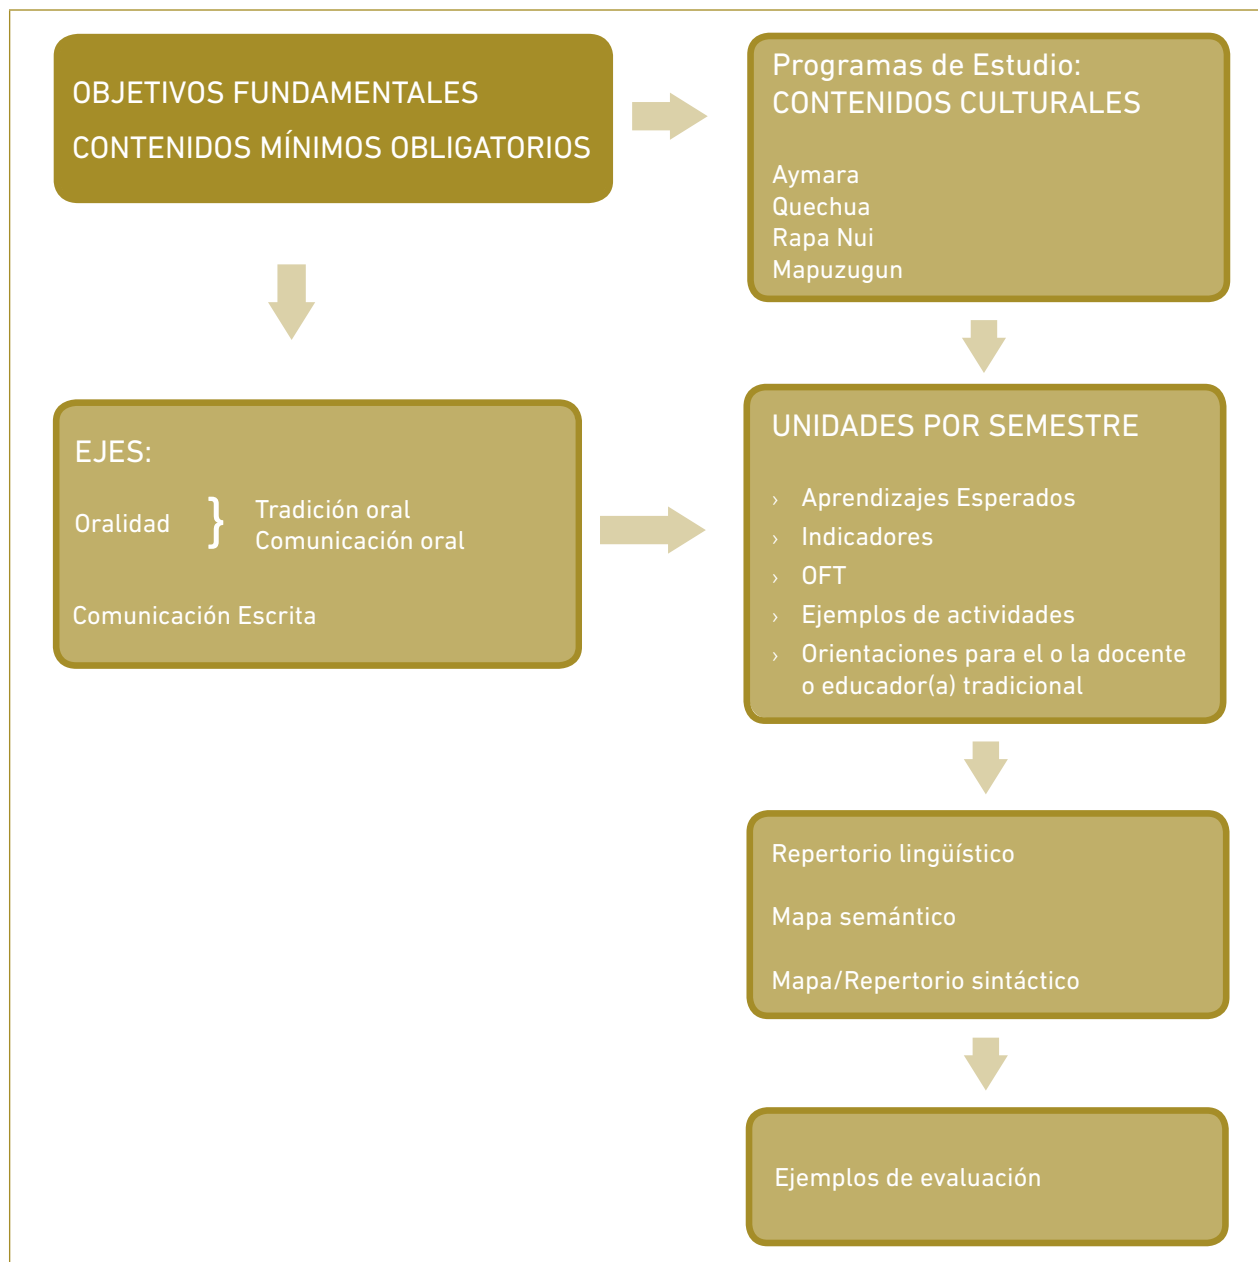 OBJETIVOS FUNDAMENTALES
CONTENIDOS MÍNIMOS OBLIGATORIOS
Programas de Estudio:
CONTENIDOS CULTURALES
Aymara
Quechua
Rapa Nui
Mapuzugun
EJES:
Oralidad } Tradición oral
Comunicación oral
Comunicación Escrita
UNIDADES POR SEMESTRE
› Aprendizajes Esperados
› Indicadores
› OFT
› Ejemplos de actividades
› Orientaciones para el o la docente
o educador(a) tradicional
Repertorio lingüístico
Mapa semántico
Mapa/Repertorio sintáctico
Ejemplos de evaluación